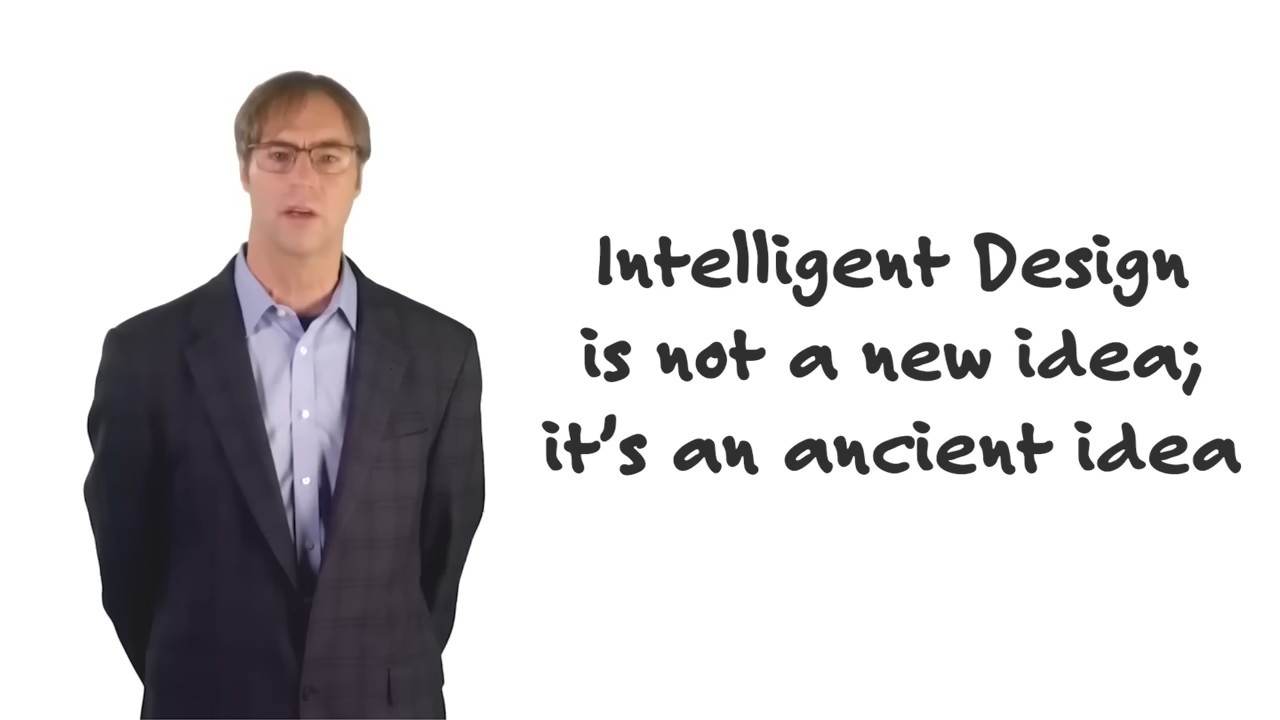 Intelligent Design
is not a new idea;
it's an ancient idea